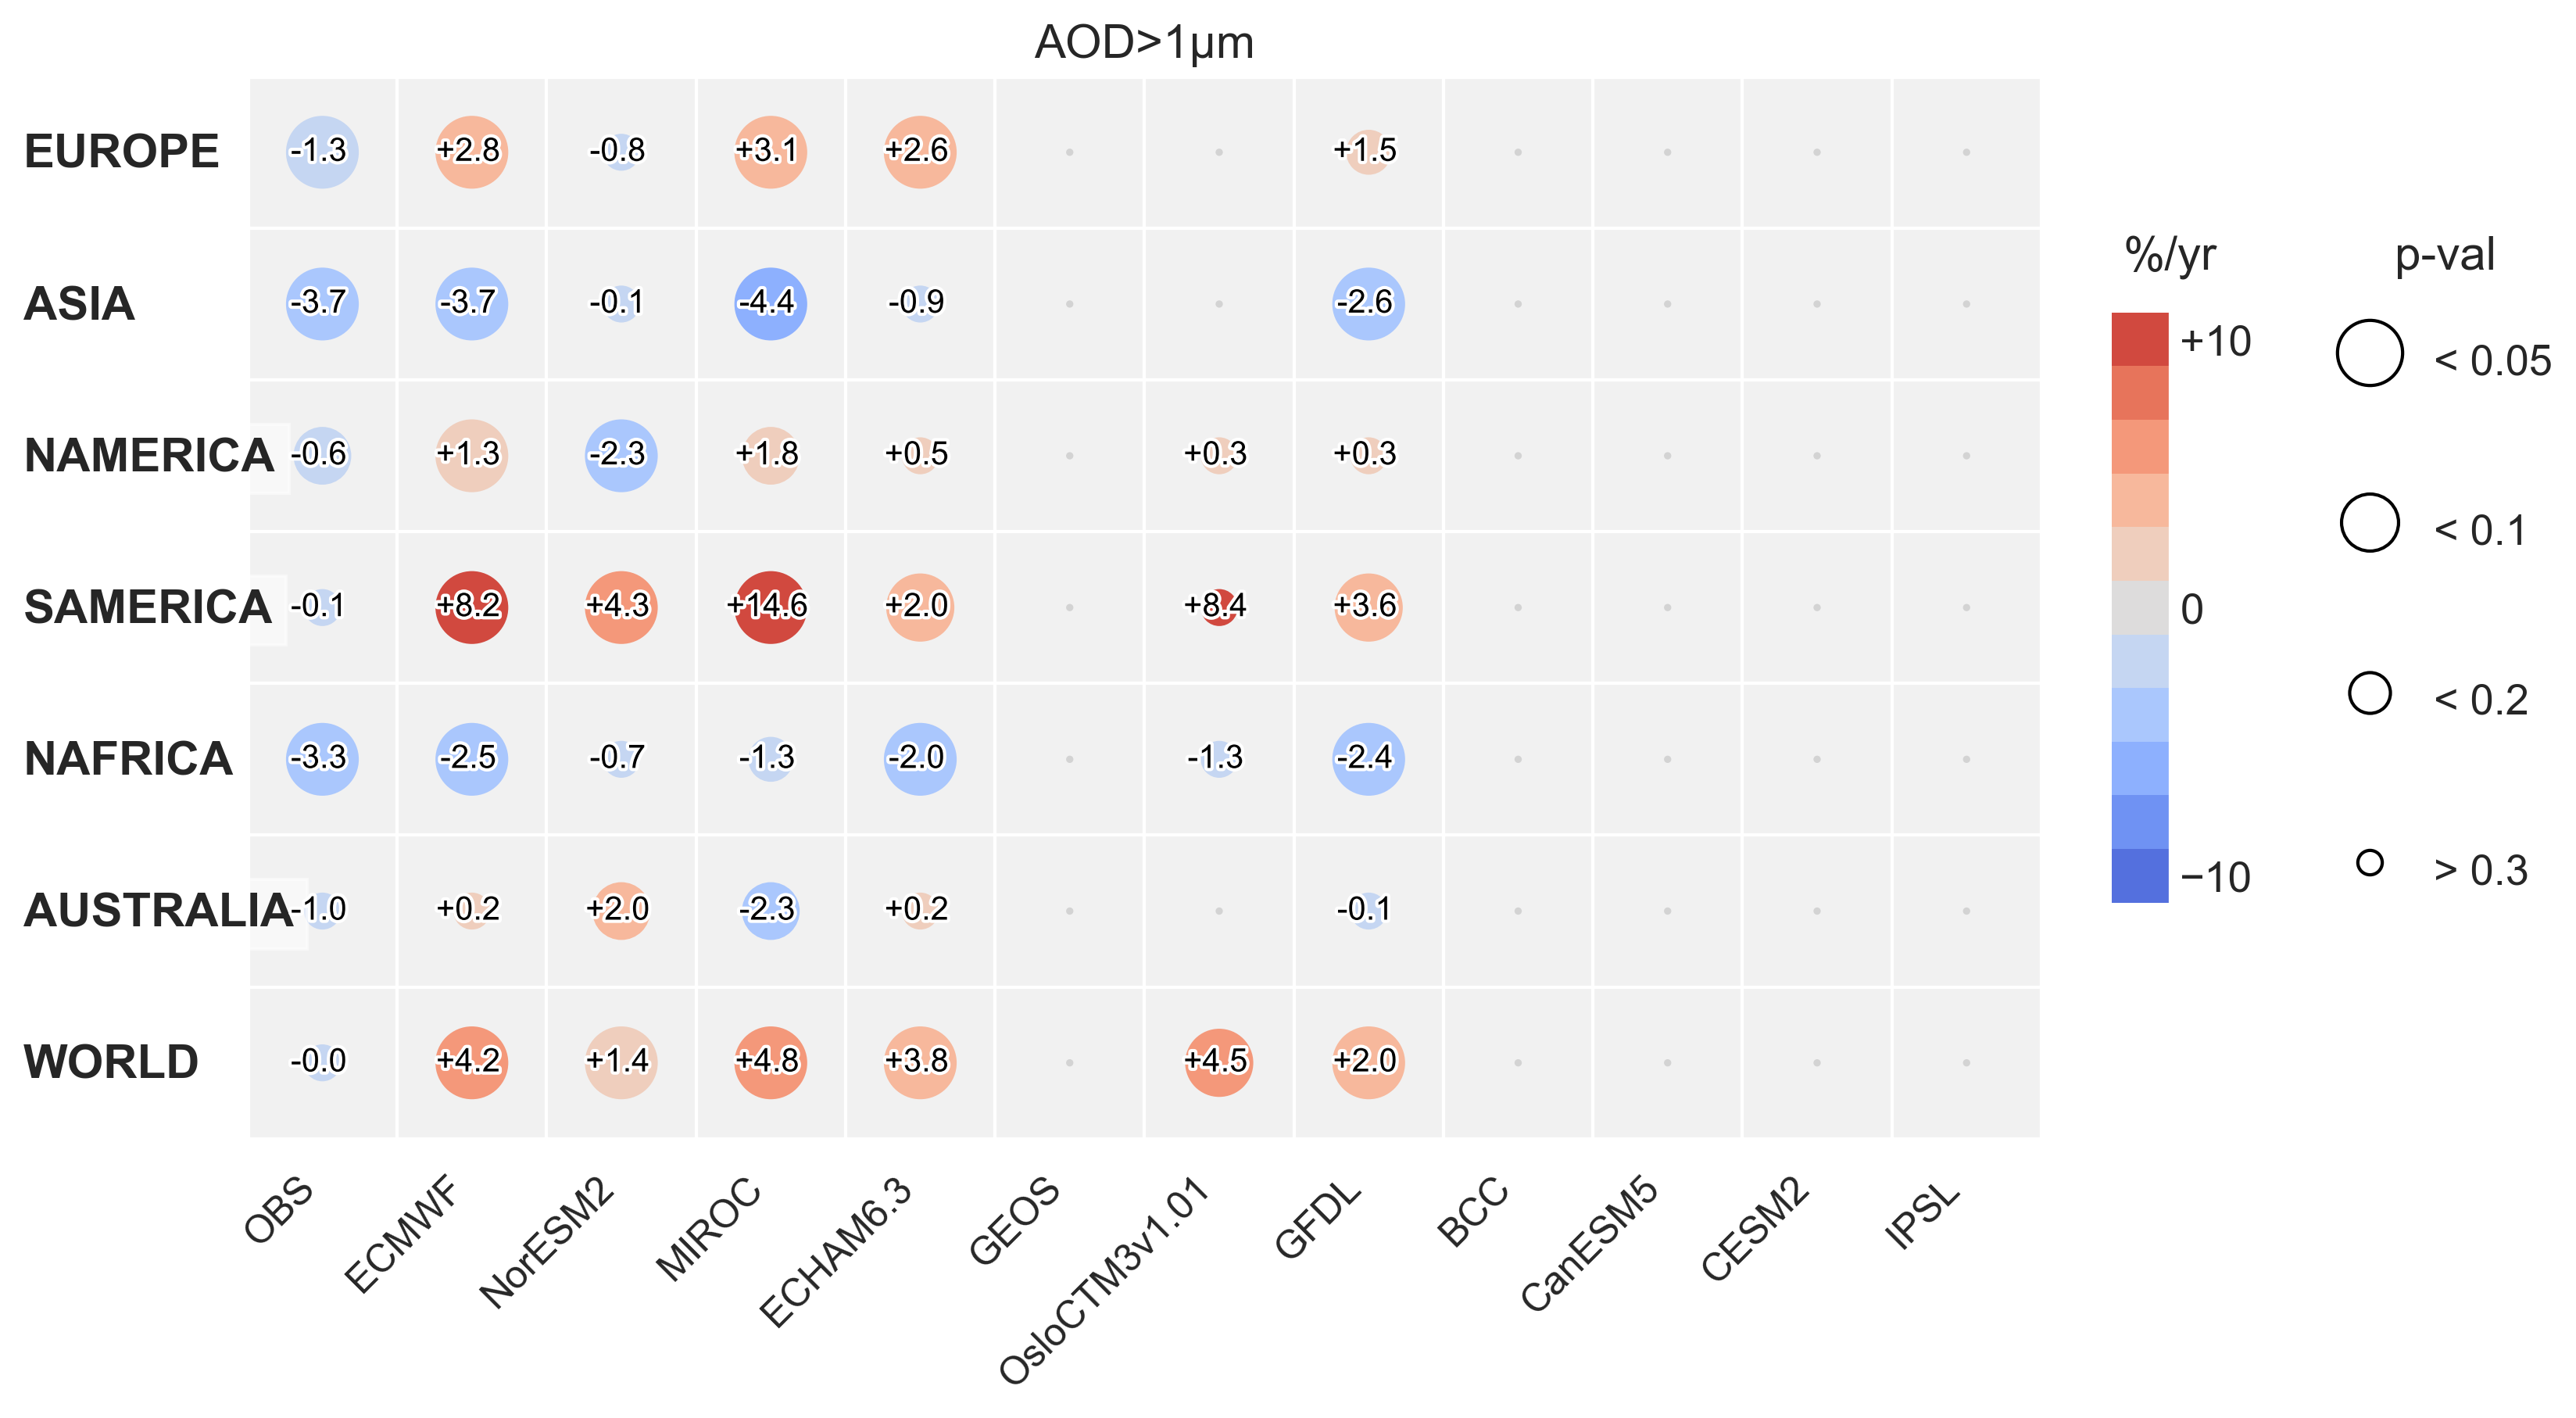 AOD>1µm
EUROPE -1.3 +2.8 -0.8 +3.1 +2.6 +1.5
ASIA -3.7 -3.7 -0.1 -4.4 -0.9 -2.6
NAMERICA -0.6 +1.3 -2.3 +1.8 +0.5 +0.3 +0.3
SAMERICA -0.1 +8.2 +4.3 +14.6 +2.0 +8.4 +3.6
NAFRICA -3.3 -2.5 -0.7 -1.3 -2.0 -1.3 -2.4
AUSTRALIA -1.0 +0.2 +2.0 -2.3 +0.2 -0.1
WORLD -0.0 +4.2 +1.4 +4.8 +3.8 +4.5 +2.0
OBS ECMWF NorESM2 MIROC ECHAM6.3 GEOS OsloCTM3v1.01 GFDL BCC CanESM5 CESM2 IPSL
%/yr
+10
0
−10
p-val
< 0.05
< 0.1
< 0.2
> 0.3